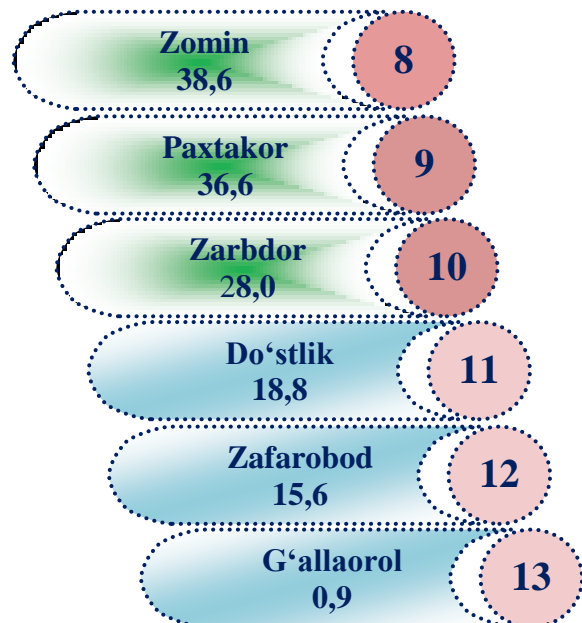 Zomin
38,6
8
Paxtakor
36,6
9
Zarbdor
28,0
10
Do‘stlik
18,8
11
Zafarobod
15,6
12
G‘allaorol
0,9
13